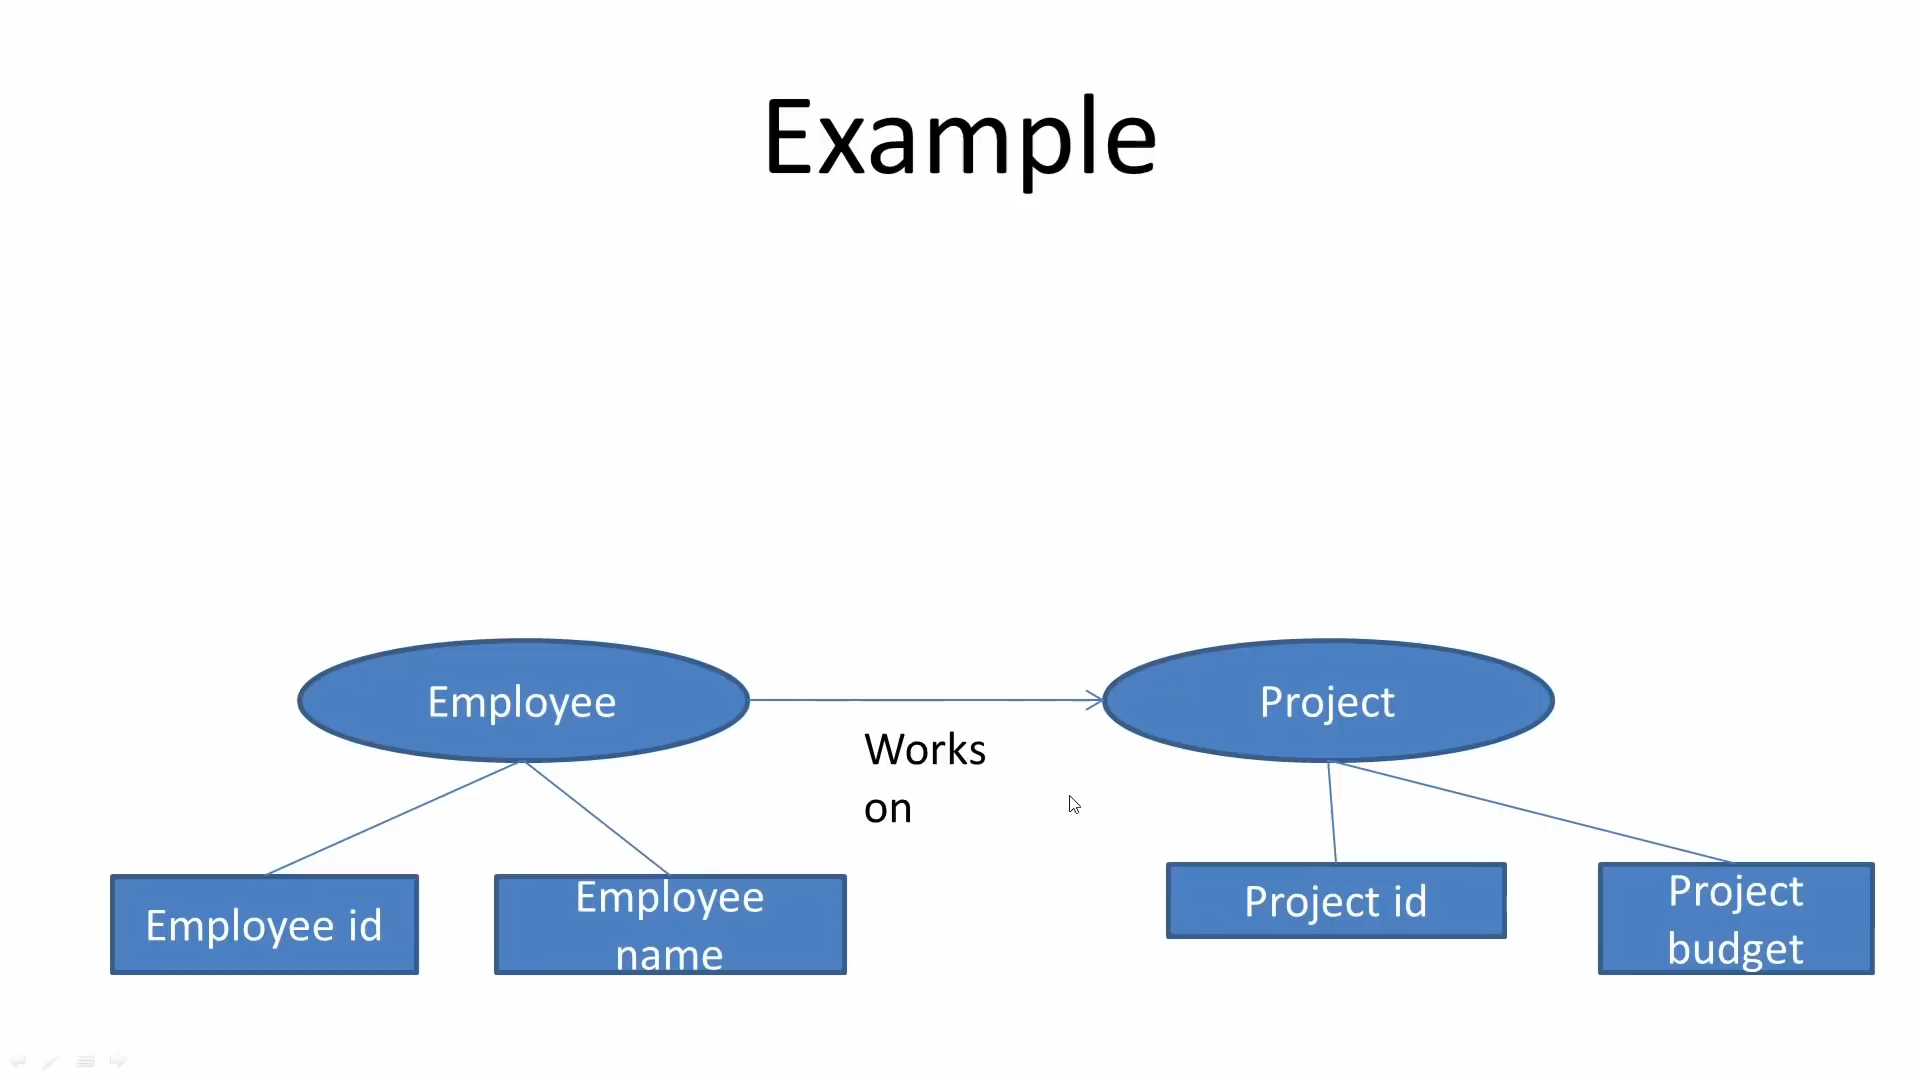 Example
Employee
Project
Works
on
Employee id
Employee
name
Project id
Project
budget